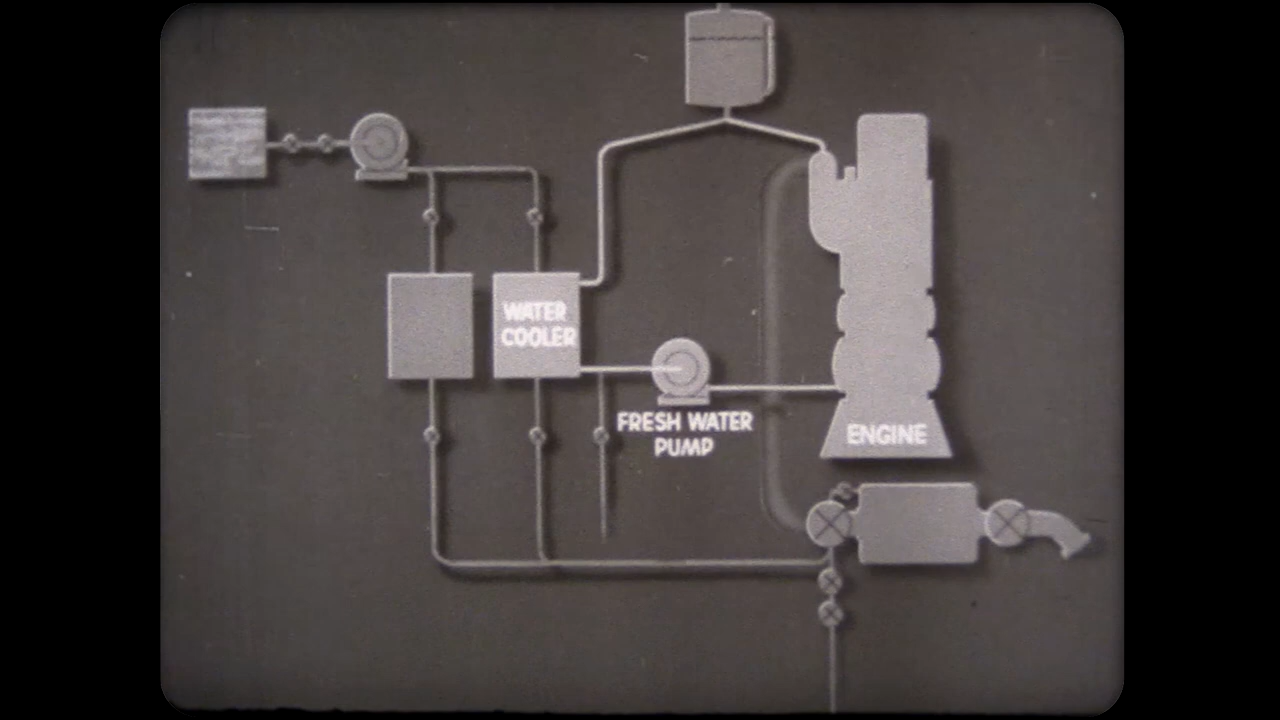 WATER
COOLER
FRESH WATER
PUMP
ENGINE